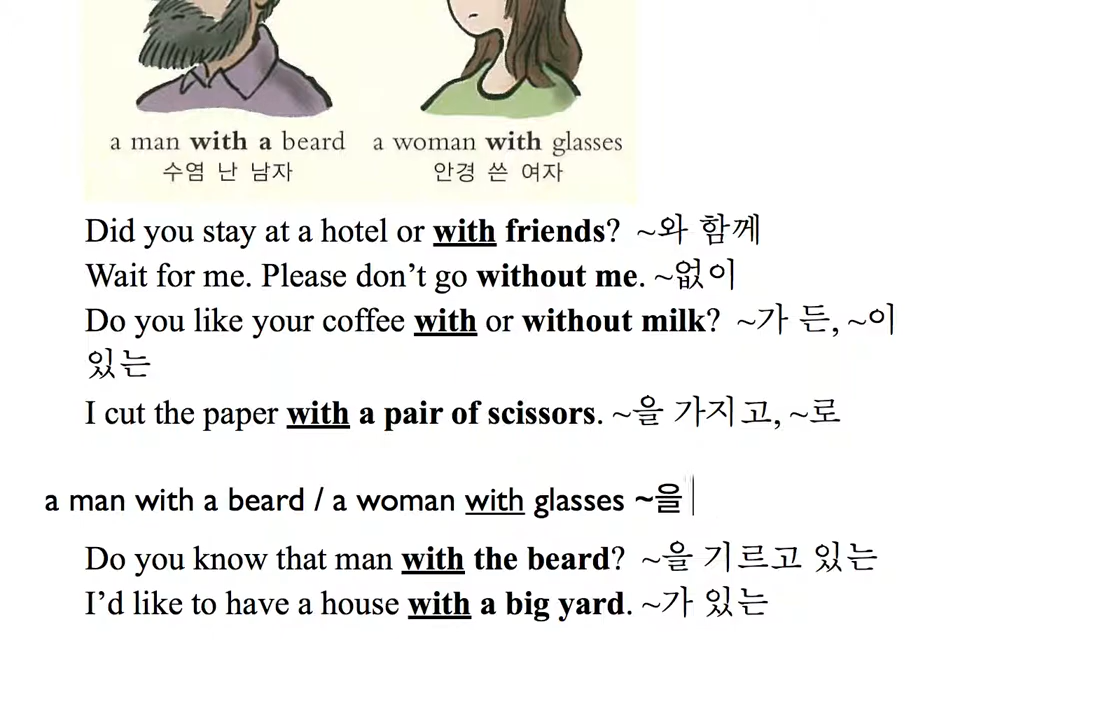 a man with a beard a woman with glasses
수염 난 남자 안경 쓴 여자
Did you stay at a hotel or with friends? ~와 함께
Wait for me. Please don’t go without me. ~없이
Do you like your coffee with or without milk? ~가 든, ~이
있는
I cut the paper with a pair of scissors. ~을 가지고, ~로
a man with a beard / a woman with glasses ~을
Do you know that man with the beard? ~을 기르고 있는
I’d like to have a house with a big yard. ~가 있는